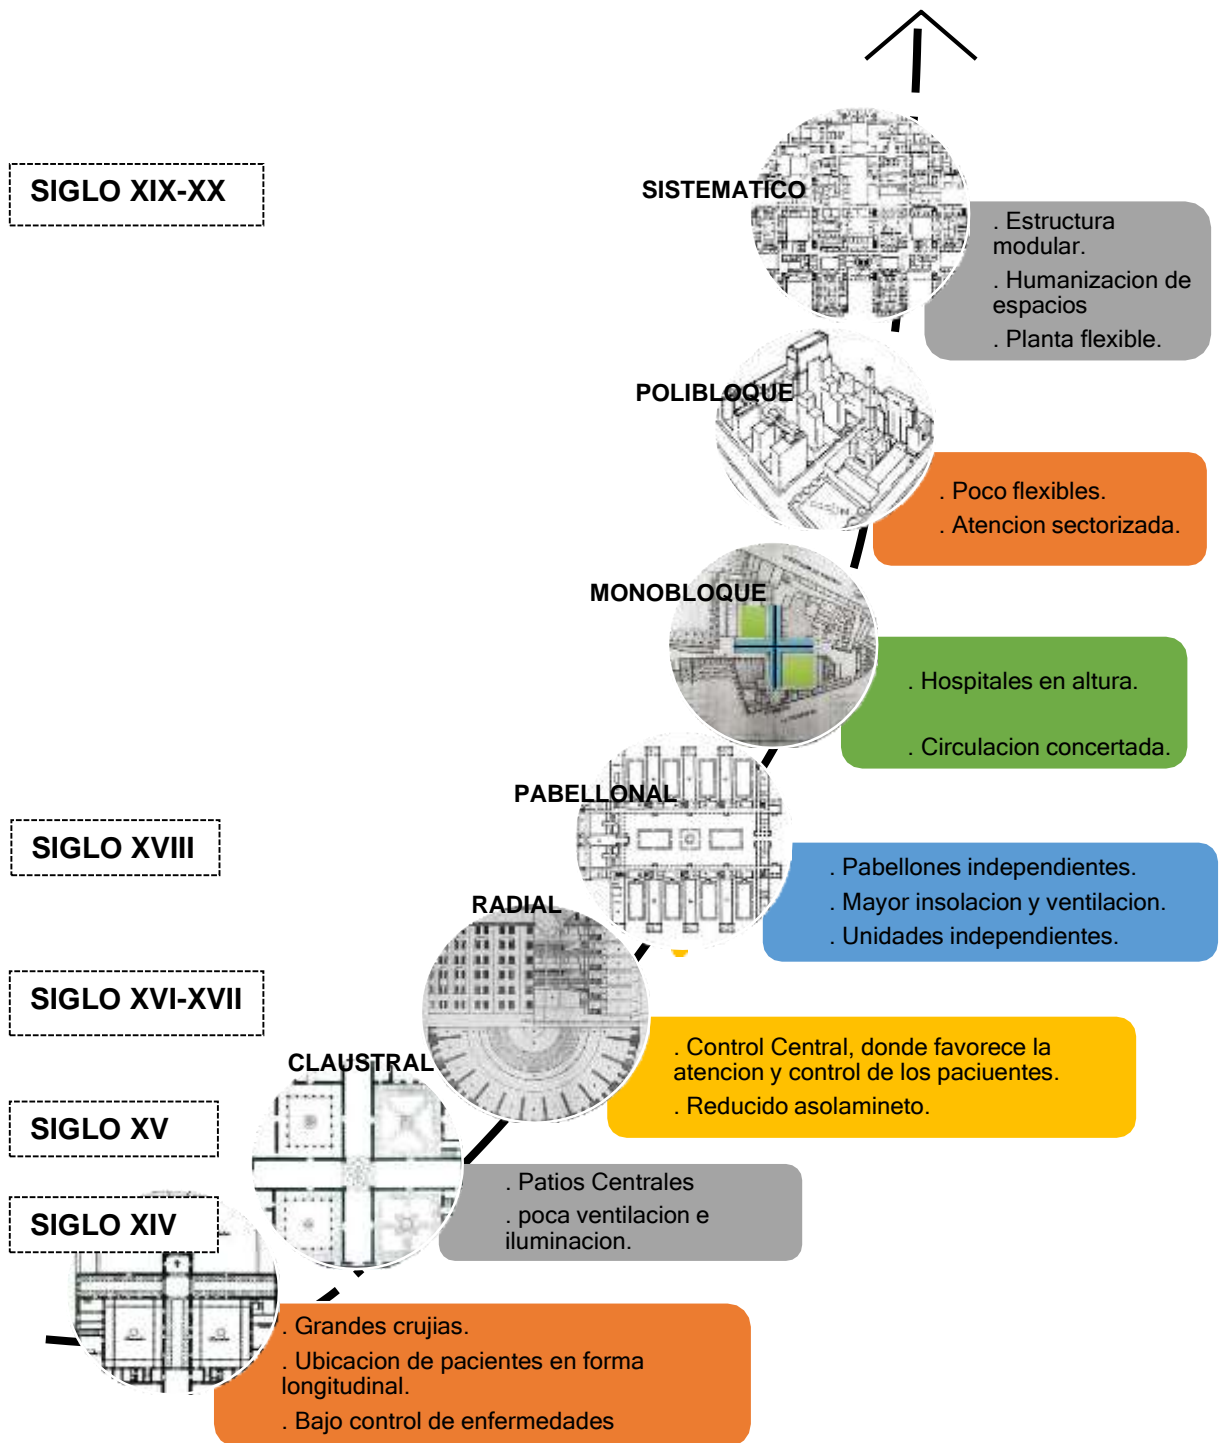 SIGLO XIX-XX
SISTEMATICO
. Estructura
modular.
. Humanizacion de
espacios
. Planta flexible.
POLIBLOQUE
. Poco flexibles.
. Atencion sectorizada.
MONOBLOQUE
. Hospitales en altura.
. Circulacion concertada.
PABELLONAL
SIGLO XVIII
. Pabellones independientes.
. Mayor insolacion y ventilacion.
. Unidades independientes.
RADIAL
SIGLO XVI-XVII
. Control Central, donde favorece la
atencion y control de los paciuentes.
. Reducido asolamineto.
CLAUSTRAL
SIGLO XV
. Patios Centrales
. poca ventilacion e
iluminacion.
SIGLO XIV
. Grandes crujias.
. Ubicacion de pacientes en forma
longitudinal.
. Bajo control de enfermedades